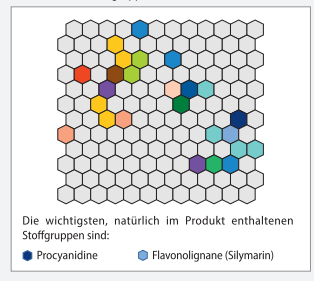 Die wichtigsten, natürlich im Produkt enthaltenen
Stoffgruppen sind:
Procyanidine
Flavonolignane (Silymarin)